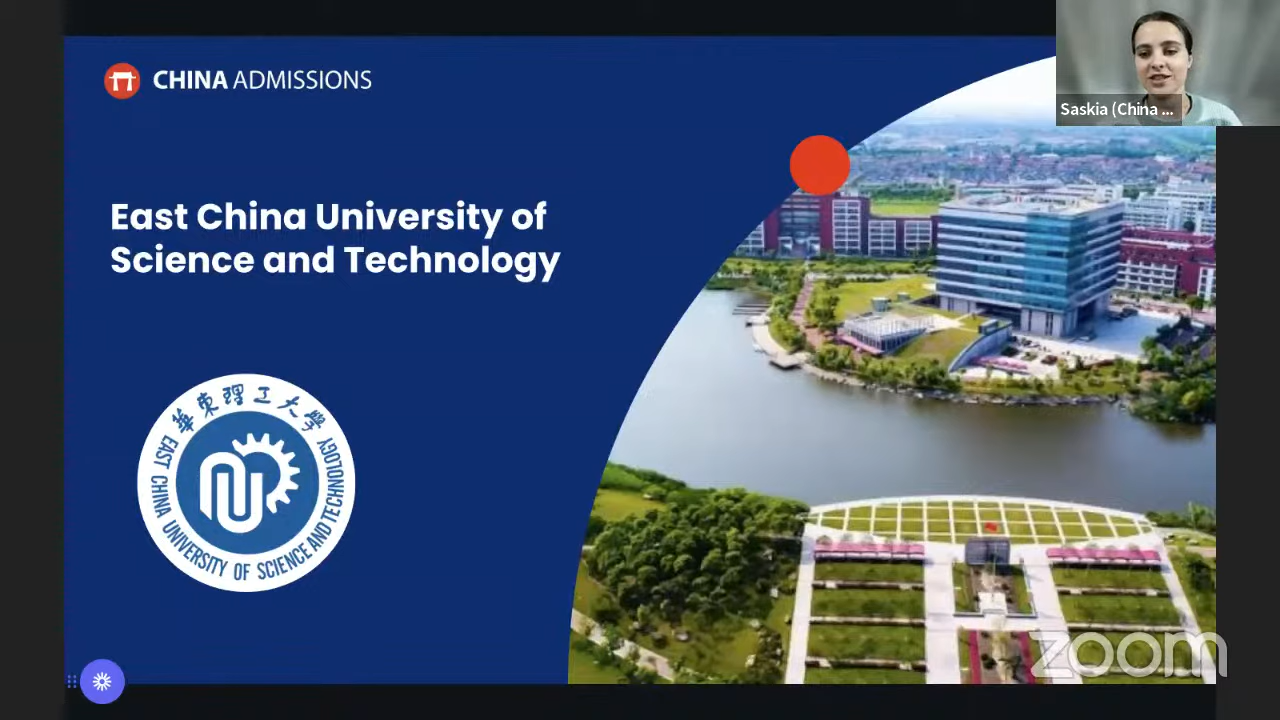 CHINA ADMISSIONS
Saskia (China ...
East China University of
Science and Technology
華東理工大學
EAST CHINA UNIVERSITY OF SCIENCE AND TECHNOLOGY
zoom